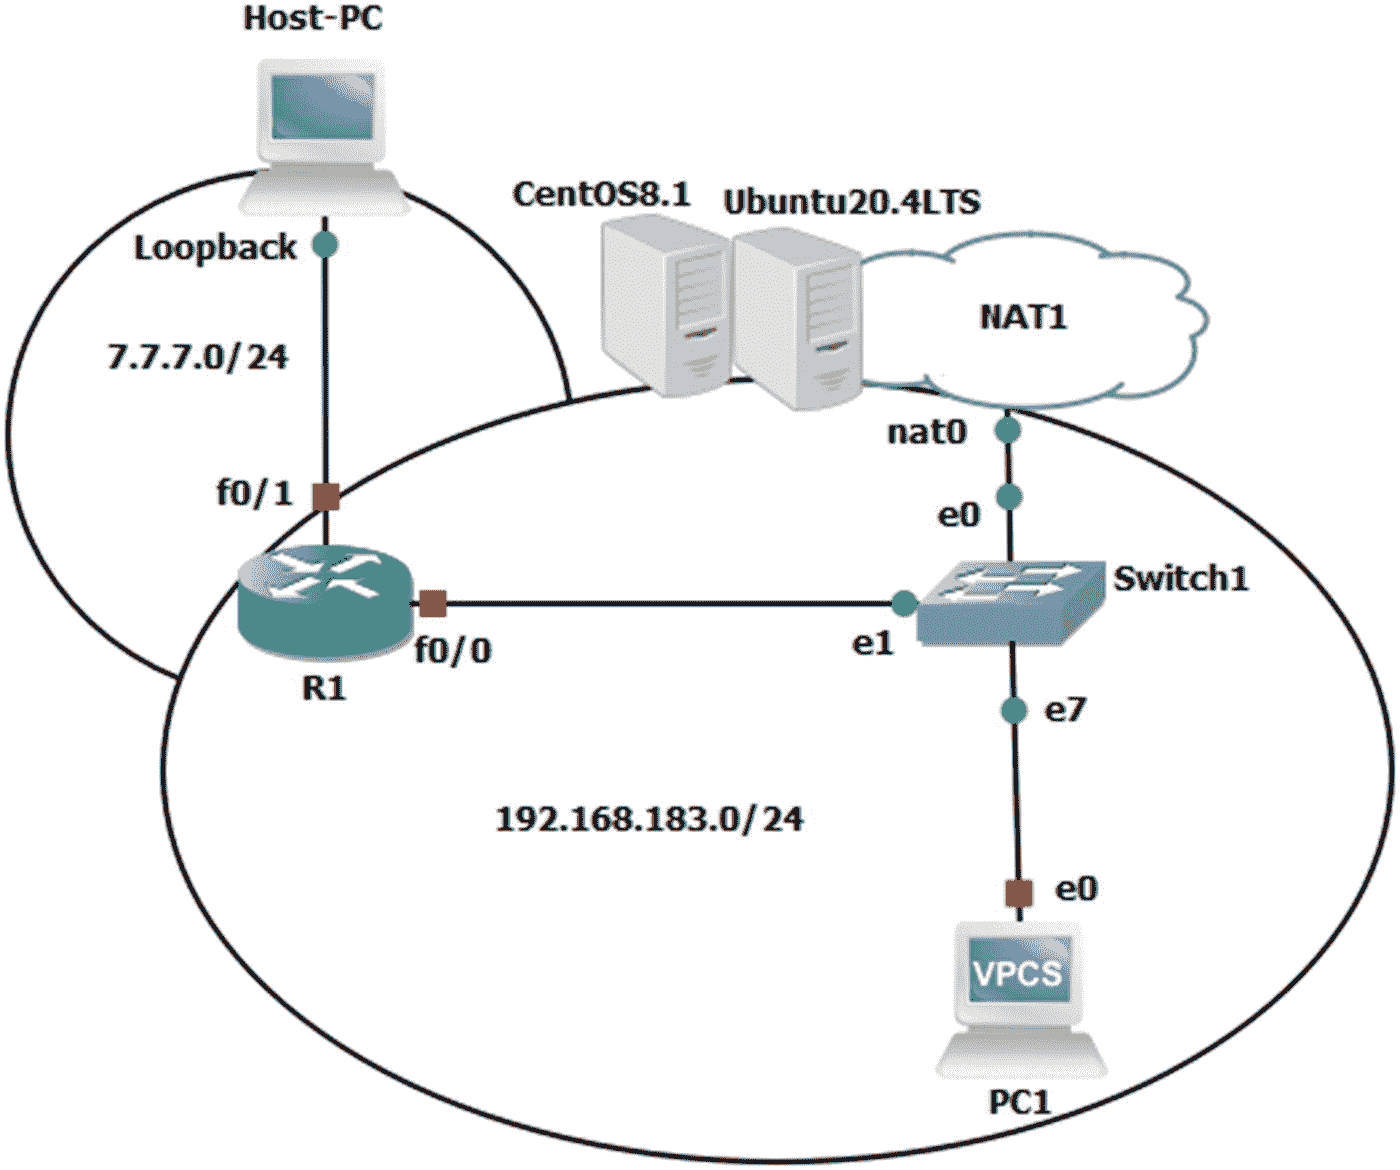 Host-PC
CentOS8.1
Ubuntu20.4LTS
Loopback
NAT1
7.7.7.0/24
nat0
f0/1
e0
Switch1
f0/0
e1
R1
e7
192.168.183.0/24
e0
VPCS
PC1